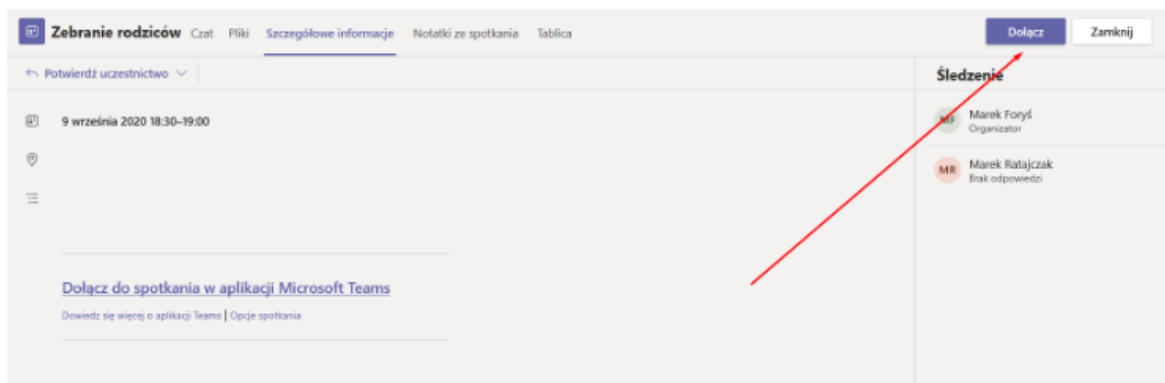 Zebranie rodziców Czat Pliki Szczegółowe informacje Notatki ze spotkania Tablica Dołącz Zamknij
Potwierdź uczestnictwo
Śledzenie
9 września 2020 18:30–19:00
MF Marek Foryś
Organizator
MR Marek Ratajczak
Brak odpowiedzi
Dołącz do spotkania w aplikacji Microsoft Teams
Dowiedz się więcej o aplikacji Teams | Opcje spotkania